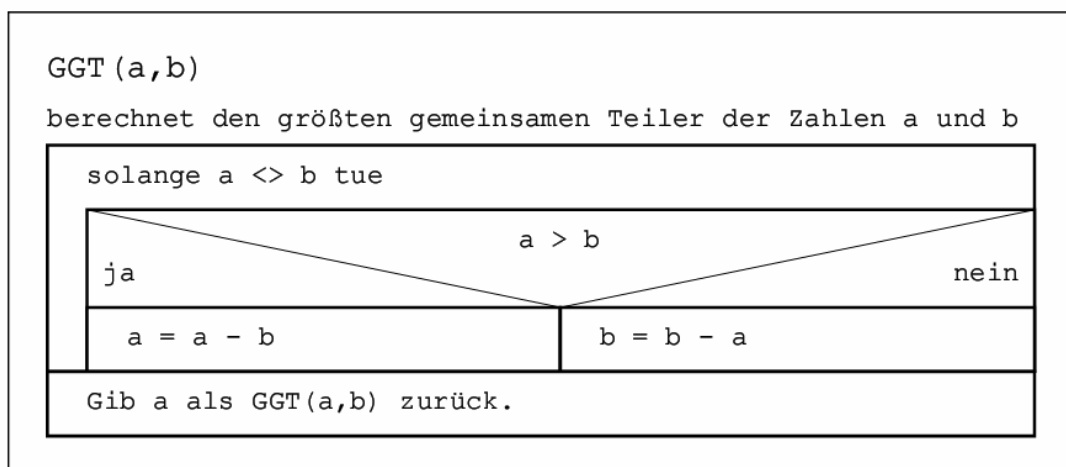 GGT(a,b)
berechnet den größten gemeinsamen Teiler der Zahlen a und b
solange a <> b tue
a > b
ja
nein
a = a - b
b = b - a
Gib a als GGT(a,b) zurück.